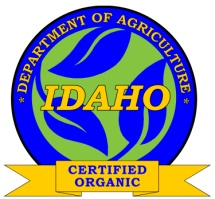 * DEPARTMENT OF AGRICULTURE *
IDAHO
CERTIFIED
ORGANIC